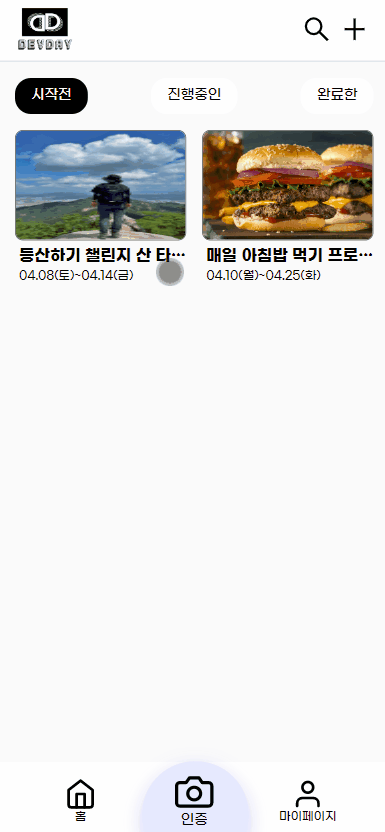 DEVDAY
시작전
진행중인
완료한
등산하기 챌린지 산 타…
매일 아침밥 먹기 프로…
04.08(토)~04.14(금)
04.10(월)~04.25(화)
홈
인증
마이페이지